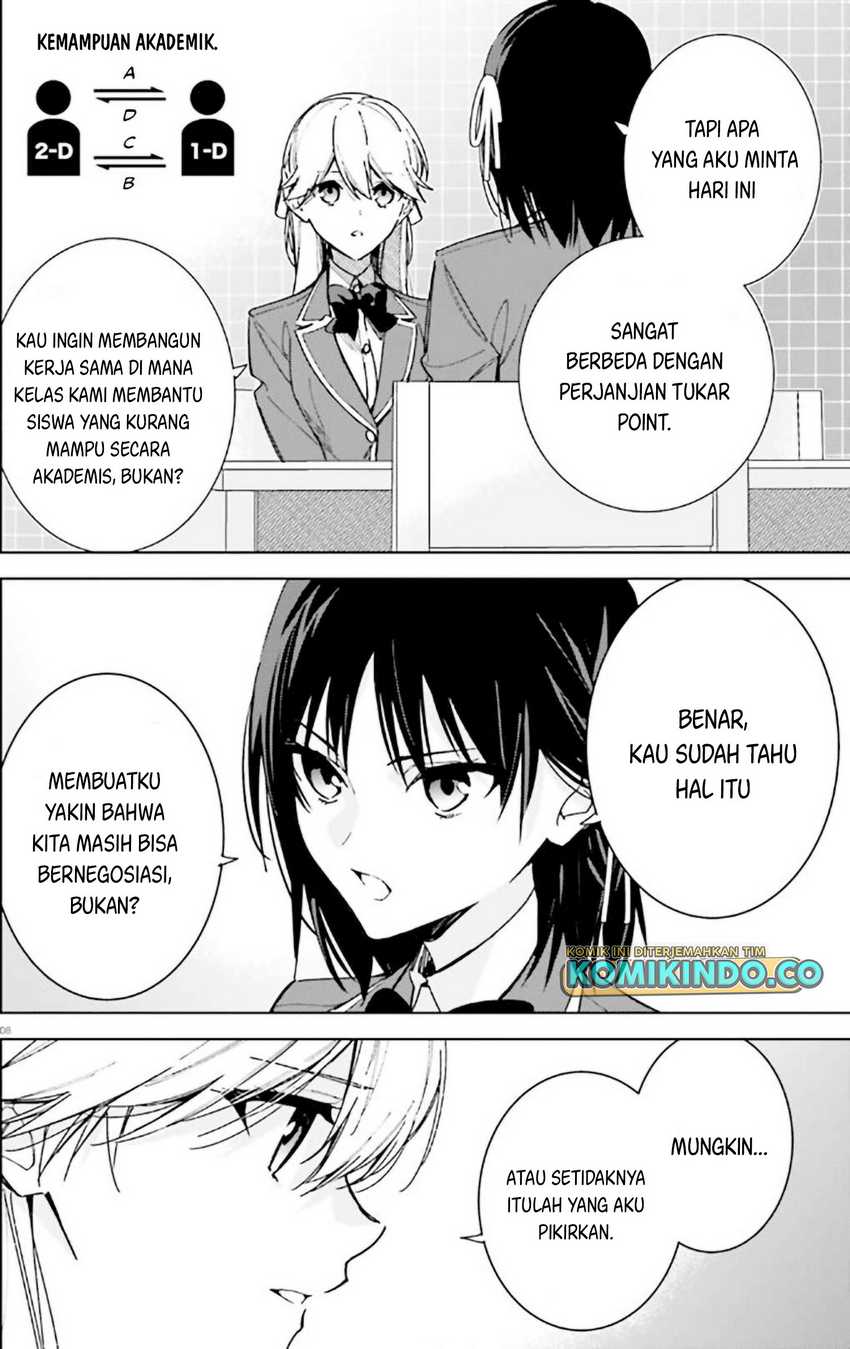 KEMAMPUAN AKADEMIK.
A
D
C
B
2-D
1-D
TAPI APA
YANG AKU MINTA
HARI INI
SANGAT
BERBEDA DENGAN
PERJANJIAN TUKAR
POINT.
KAU INGIN MEMBANGUN
KERJA SAMA DI MANA
KELAS KAMI MEMBANTU
SISWA YANG KURANG
MAMPU SECARA
AKADEMIS, BUKAN?
BENAR,
KAU SUDAH TAHU
HAL ITU
MEMBUATKU
YAKIN BAHWA
KITA MASIH BISA
BERNEGOSIASI,
BUKAN?
KOMIK INI DITERJEMAHKAN TIM
KOMIKINDO.CO
08
MUNGKIN...
ATAU SETIDAKNYA
ITULAH YANG AKU
PIKIRKAN.